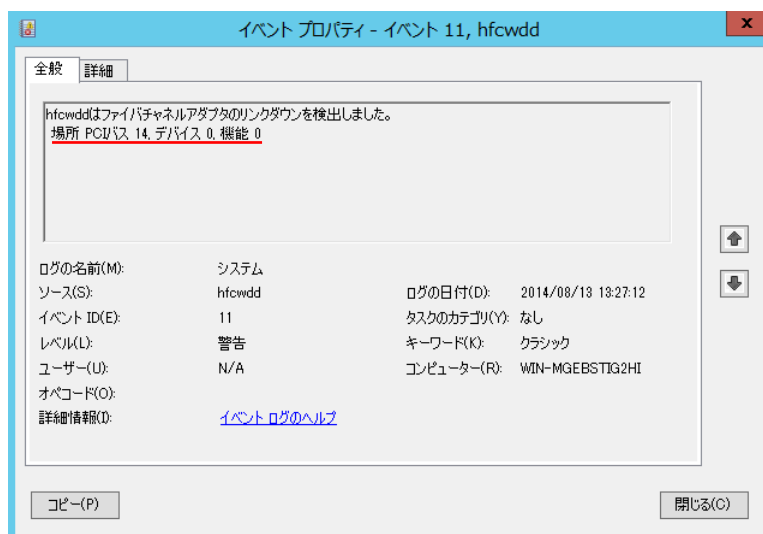 イベント プロパティ - イベント 11, hfcwdd
x
全般 詳細
hfcwddはファイバチャネルアダプタのリンクダウンを検出しました。
場所 PCIバス 14, デバイス 0, 機能 0
ログの名前(M): システム
ソース(S): hfcwdd ログの日付(D): 2014/08/13 13:27:12
イベント ID(E): 11 タスクのカテゴリ(Y): なし
レベル(L): 警告 キーワード(K): クラシック
ユーザー(U): N/A コンピューター(R): WIN-MGEBSTIG2HI
オペコード(O):
詳細情報(I): イベント ログのヘルプ
コピー(P) 閉じる(C)